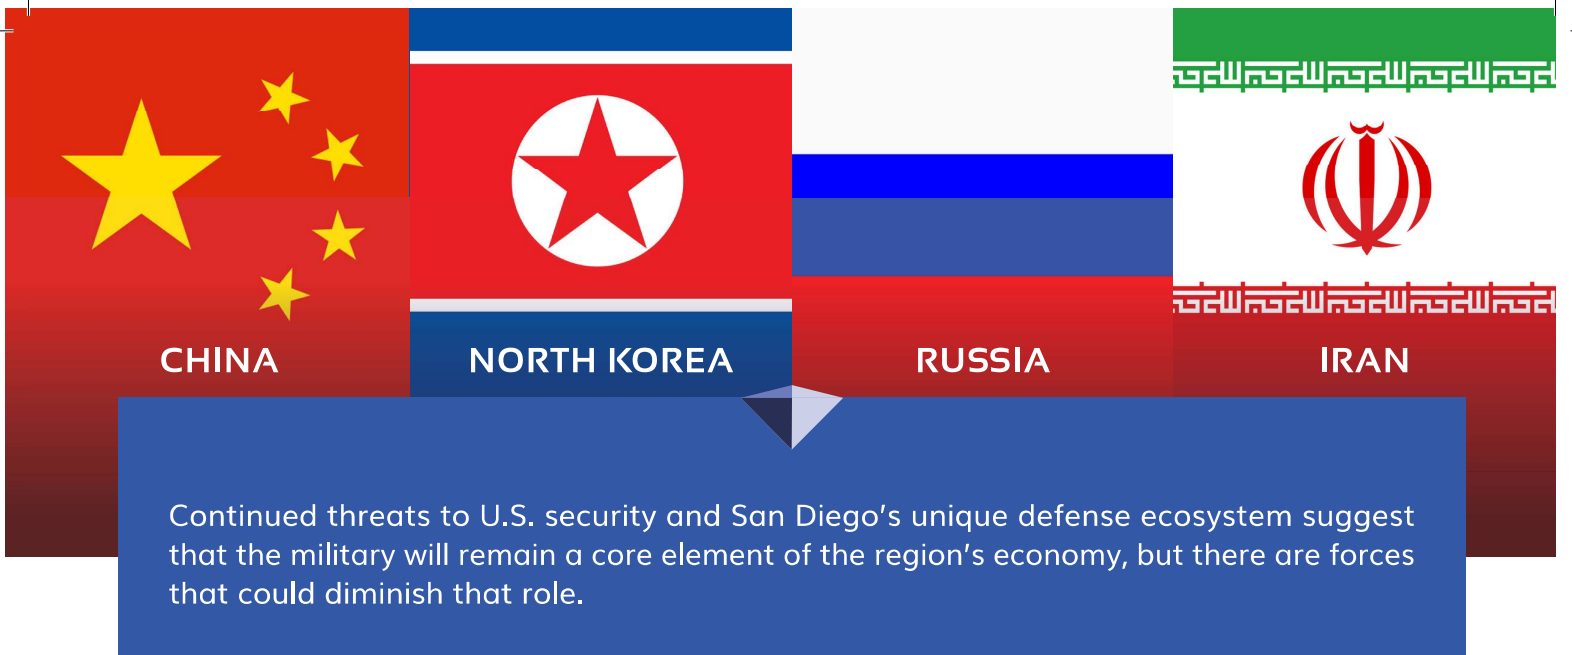 CHINA
NORTH KOREA
RUSSIA
IRAN
Continued threats to U.S. security and San Diego’s unique defense ecosystem suggest
that the military will remain a core element of the region’s economy, but there are forces
that could diminish that role.